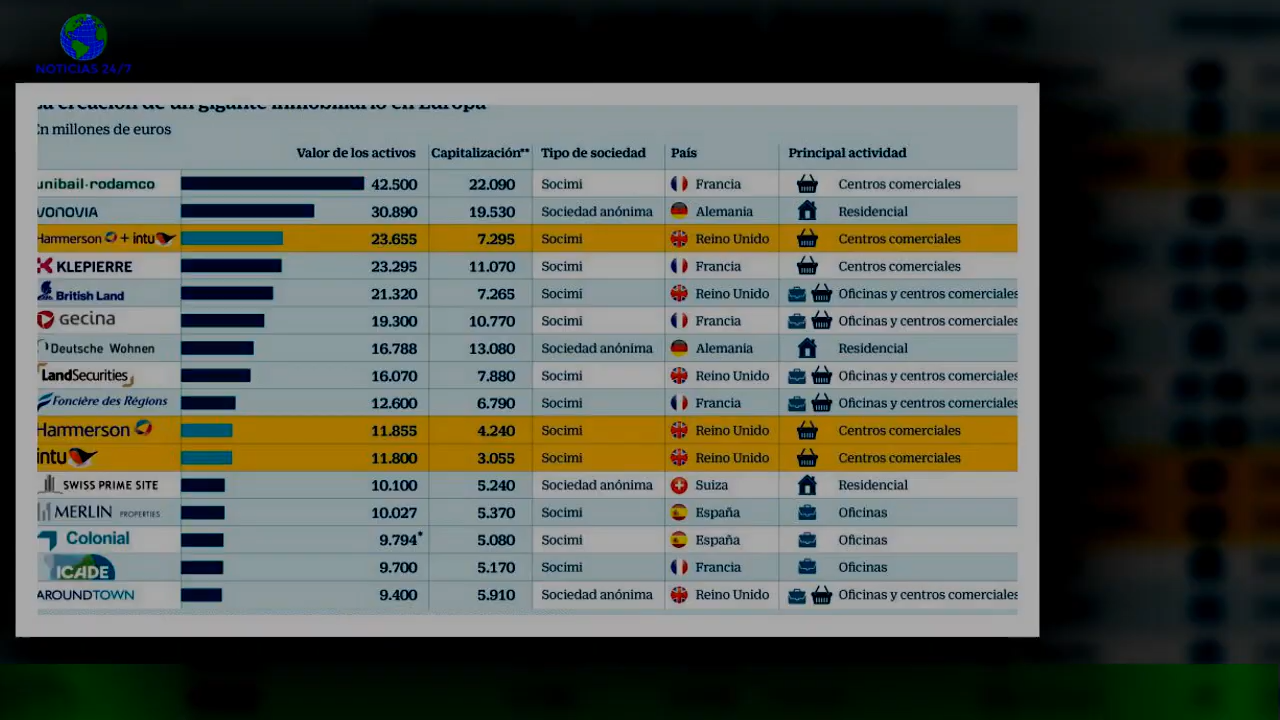 NOTICIAS 24/7
la creación de un gigante inmobiliario en Europa
En millones de euros
Valor de los activos Capitalización** Tipo de sociedad País Principal actividad
unibail·rodamco 42.500 22.090 Socimi Francia Centros comerciales
VONOVIA 30.890 19.530 Sociedad anónima Alemania Residencial
Hammerson + intu 23.655 7.295 Socimi Reino Unido Centros comerciales
KLEPIERRE 23.295 11.070 Socimi Francia Centros comerciales
British Land 21.320 7.265 Socimi Reino Unido Oficinas y centros comerciales
Gecina 19.300 10.770 Socimi Francia Oficinas y centros comerciales
Deutsche Wohnen 16.788 13.080 Sociedad anónima Alemania Residencial
LandSecurities 16.070 7.880 Socimi Reino Unido Oficinas y centros comerciales
Foncière des Régions 12.600 6.790 Socimi Francia Oficinas y centros comerciales
Hammerson 11.855 4.240 Socimi Reino Unido Centros comerciales
intu 11.800 3.055 Socimi Reino Unido Centros comerciales
SWISS PRIME SITE 10.100 5.240 Sociedad anónima Suiza Residencial
MERLIN PROPERTIES 10.027 5.370 Socimi España Oficinas
Colonial 9.794* 5.080 Socimi España Oficinas
ICADE 9.700 5.170 Socimi Francia Oficinas
AROUNDTOWN 9.400 5.910 Sociedad anónima Reino Unido Oficinas y centros comerciales